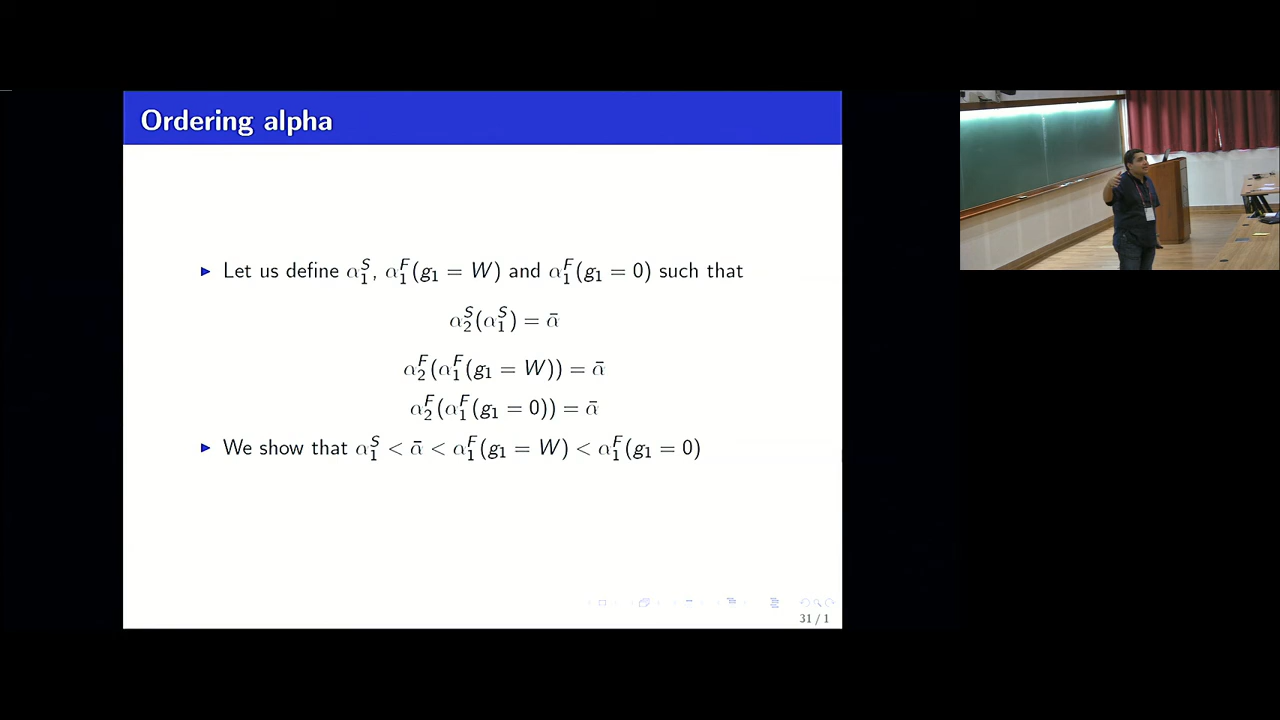 Ordering alpha
▶ Let us define α₁ˢ, α₁ᶠ(g₁ = W) and α₁ᶠ(g₁ = 0) such that
α₂ˢ(α₁ˢ) = ᾱ
α₂ᶠ(α₁ᶠ(g₁ = W)) = ᾱ
α₂ᶠ(α₁ᶠ(g₁ = 0)) = ᾱ
▶ We show that α₁ˢ < ᾱ < α₁ᶠ(g₁ = W) < α₁ᶠ(g₁ = 0)
31 / 1